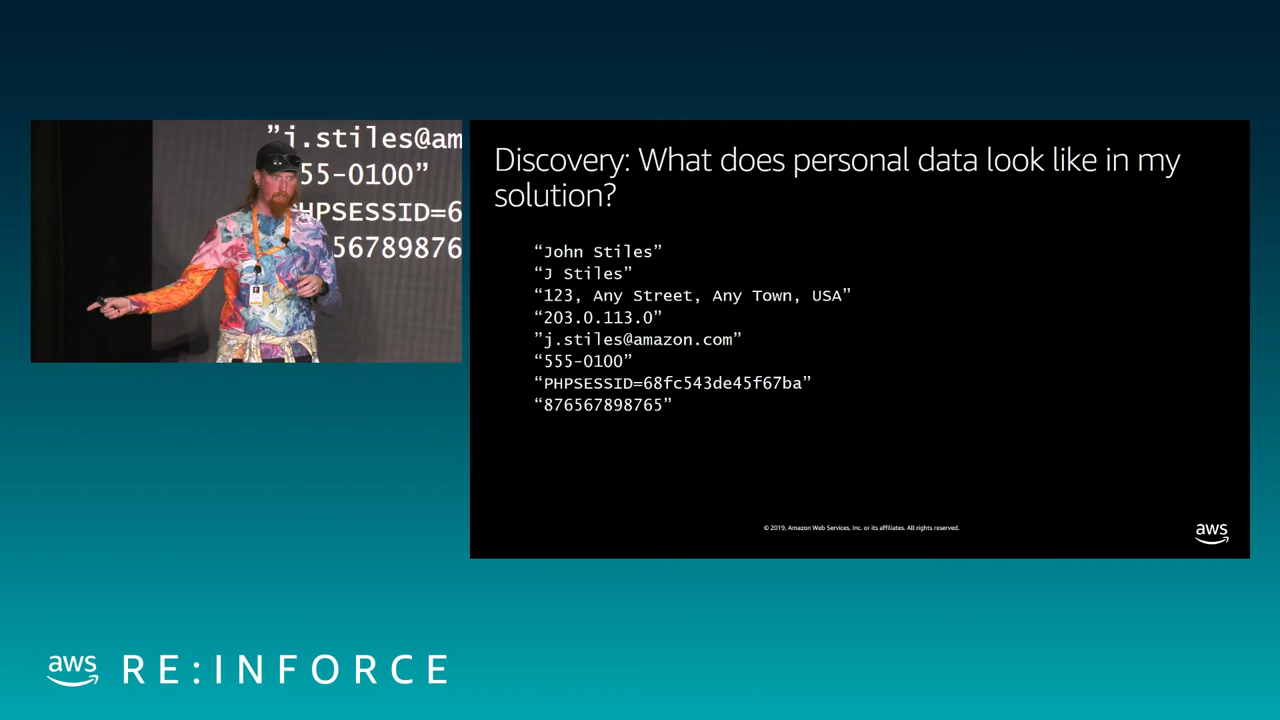 ”j.stiles@am
55-0100”
HPSESSID=6
56789876
Discovery: What does personal data look like in my
solution?
“John Stiles”
“J Stiles”
“123, Any Street, Any Town, USA”
“203.0.113.0”
”j.stiles@amazon.com”
“555-0100”
“PHPSESSID=68fc543de45f67ba”
“876567898765”
© 2019, Amazon Web Services, Inc. or its affiliates. All rights reserved.
aws
aws RE:INFORCE